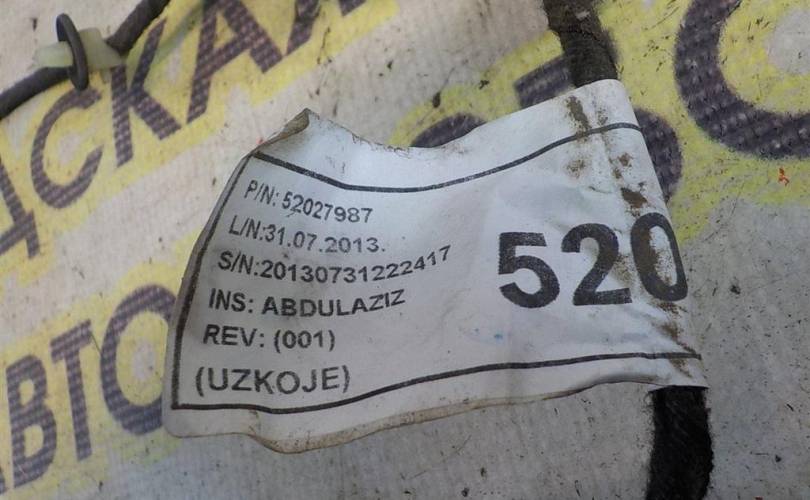 ДСКАЯ
АВТО
P/N: 52027987
L/N:31.07.2013.
S/N:20130731222417
INS: ABDULAZIZ
REV: (001)
(UZKOJE)
520